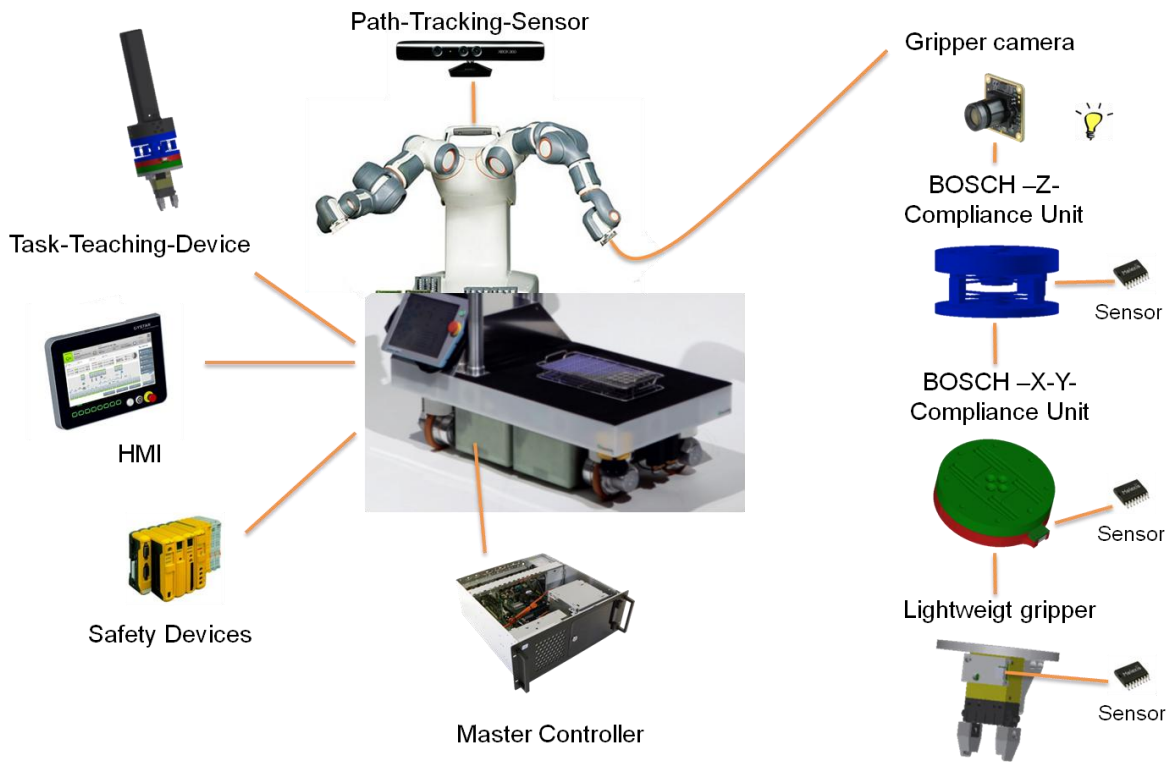 Path-Tracking-Sensor
Gripper camera
BOSCH –Z-
Compliance Unit
Task-Teaching-Device
Sensor
BOSCH –X-Y-
Compliance Unit
HMI
Sensor
Lightweigt gripper
Safety Devices
Sensor
Master Controller